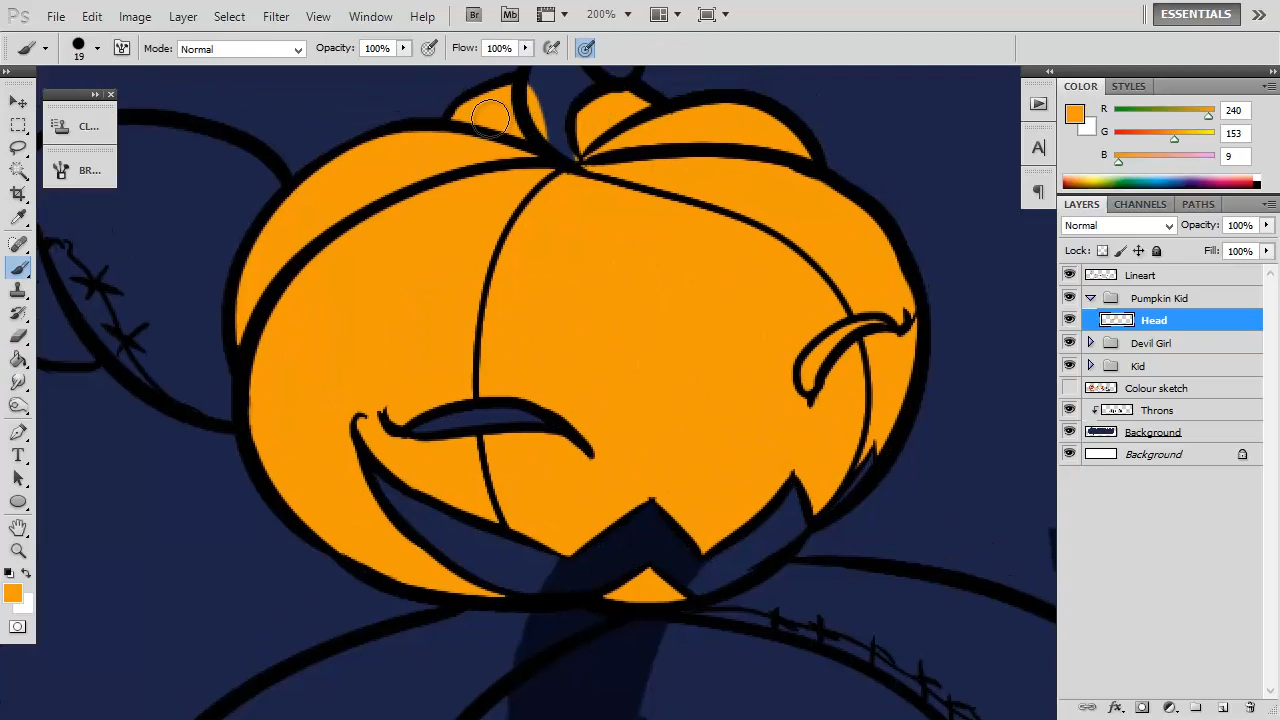 Ps File Edit Image Layer Select Filter View Window Help Br Mb 200% ESSENTIALS
19 Mode: Normal Opacity: 100% Flow: 100%
CL...
BR...
COLOR STYLES
R 240
G 153
B 9
A
LAYERS CHANNELS PATHS
Normal Opacity: 100%
Lock: Fill: 100%
Lineart
Pumpkin Kid
Head
Devil Girl
Kid
Colour sketch
Throns
Background
Background
T
fx